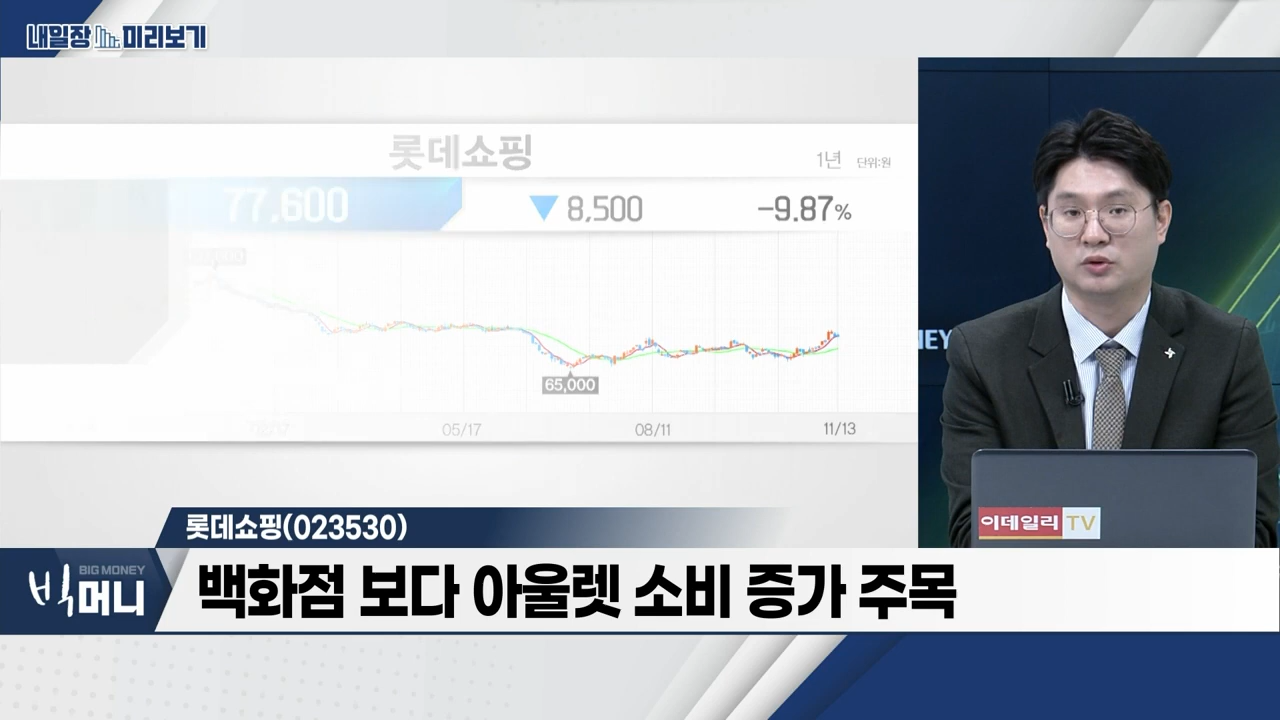 내일장 미리보기
롯데쇼핑
1년 단위:원
77,600
▼ 8,500
-9.87%
65,000
05/17
08/11
11/13
NEY
이데일리 TV
롯데쇼핑(023530)
BIG MONEY
빅머니
백화점 보다 아울렛 소비 증가 주목